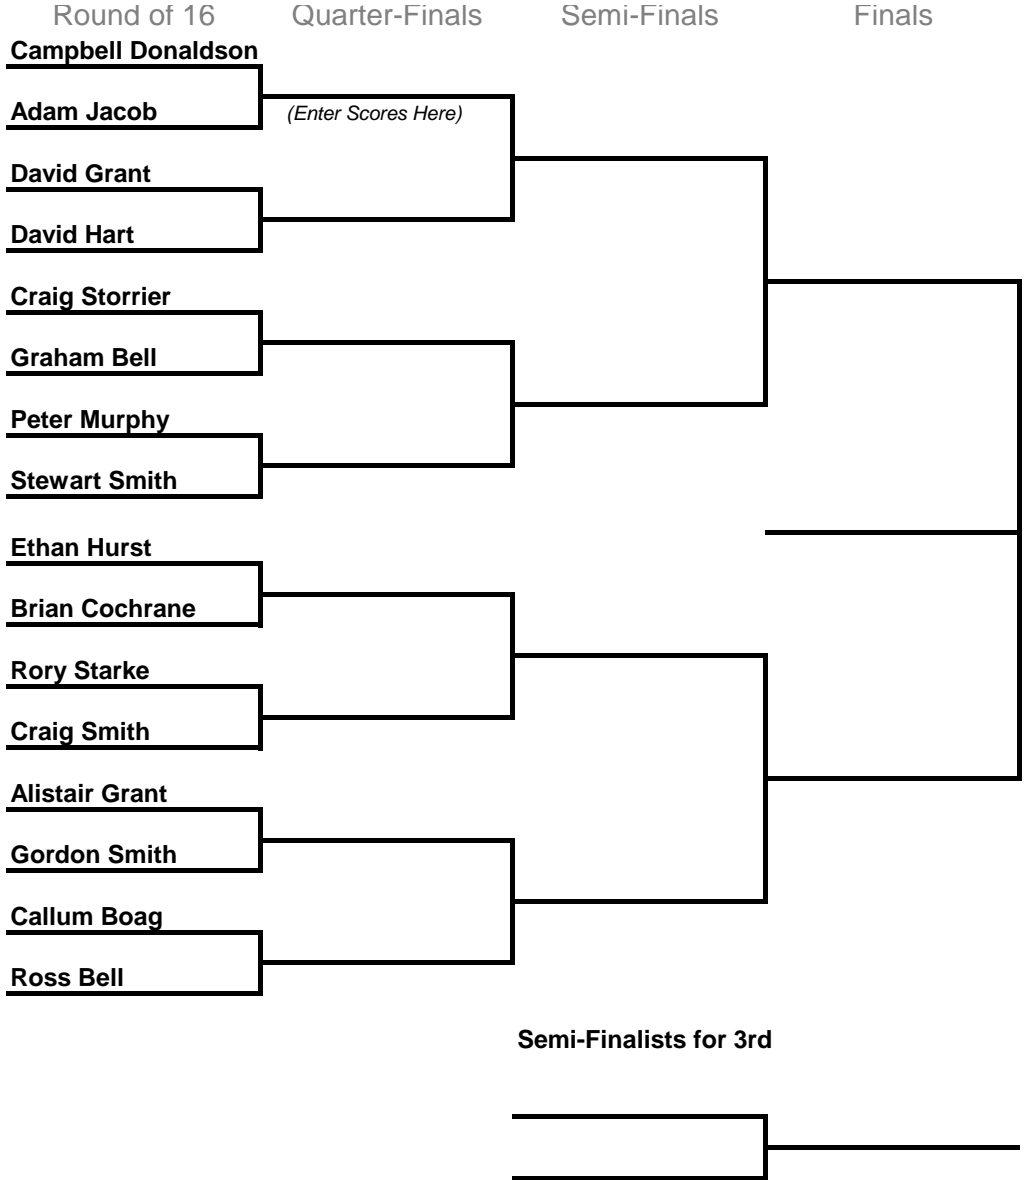 Round of 16 Quarter-Finals Semi-Finals Finals
Campbell Donaldson
Adam Jacob (Enter Scores Here)
David Grant
David Hart
Craig Storrier
Graham Bell
Peter Murphy
Stewart Smith
Ethan Hurst
Brian Cochrane
Rory Starke
Craig Smith
Alistair Grant
Gordon Smith
Callum Boag
Ross Bell
Semi-Finalists for 3rd